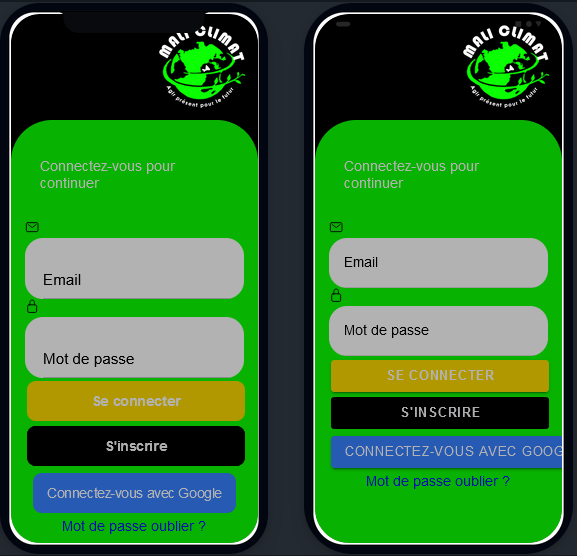 MALI CLIMAT
Agir présent pour le futur
Connectez-vous pour
continuer
Email
Mot de passe
Se connecter
S'inscrire
Connectez-vous avec Google
Mot de passe oublier ?
MALI CLIMAT
Agir présent pour le futur
Connectez-vous pour
continuer
Email
Mot de passe
SE CONNECTER
S'INSCRIRE
CONNECTEZ-VOUS AVEC GOOG
Mot de passe oublier ?